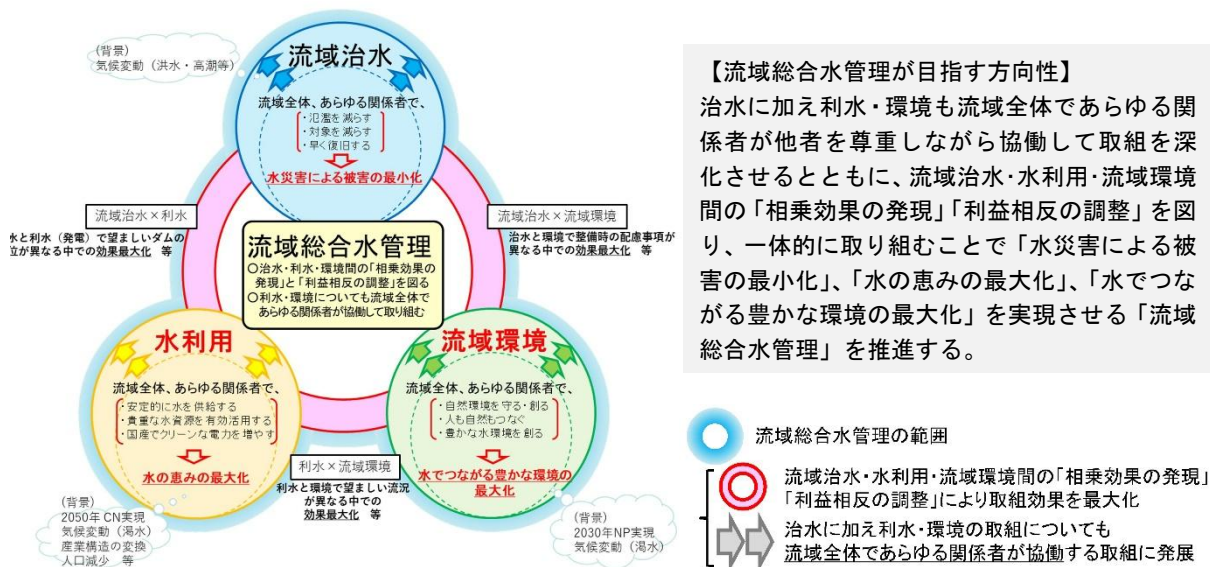 (背景)
気候変動(洪水・高潮等)
流域治水
流域全体、あらゆる関係者で、
・氾濫を減らす
・対象を減らす
・早く復旧する
水災害による被害の最小化
流域治水×利水
水と利水(発電)で望ましいダムの
位が異なる中での効果最大化 等
流域治水×流域環境
治水と環境で整備時の配慮事項が
異なる中での効果最大化 等
流域総合水管理
〇治水・利水・環境間の「相乗効果の
発現」と「利益相反の調整」を図る
〇利水・環境についても流域全体で
あらゆる関係者が協働して取り組む
水利用
流域全体、あらゆる関係者で、
・安定的に水を供給する
・貴重な水資源を有効活用する
・国産でクリーンな電力を増やす
水の恵みの最大化
(背景)
2050年CN実現
気候変動(渇水)
産業構造の変換
人口減少 等
利水×流域環境
利水と環境で望ましい流況
が異なる中での
効果最大化 等
流域環境
流域全体、あらゆる関係者で、
・自然環境を守る・創る
・人も自然もつなぐ
・豊かな水環境を創る
水でつながる豊かな環境の
最大化
(背景)
2030年NP実現
気候変動(渇水)
【流域総合水管理が目指す方向性】
治水に加え利水・環境も流域全体であらゆる関
係者が他者を尊重しながら協働して取組を深
化させるとともに、流域治水・水利用・流域環境
間の「相乗効果の発現」「利益相反の調整」を図
り、一体的に取り組むことで「水災害による被
害の最小化」、「水の恵みの最大化」、「水でつな
がる豊かな環境の最大化」を実現させる「流域
総合水管理」を推進する。
流域総合水管理の範囲
流域治水・水利用・流域環境間の「相乗効果の発現」
「利益相反の調整」により取組効果を最大化
治水に加え利水・環境の取組についても
流域全体であらゆる関係者が協働する取組に発展